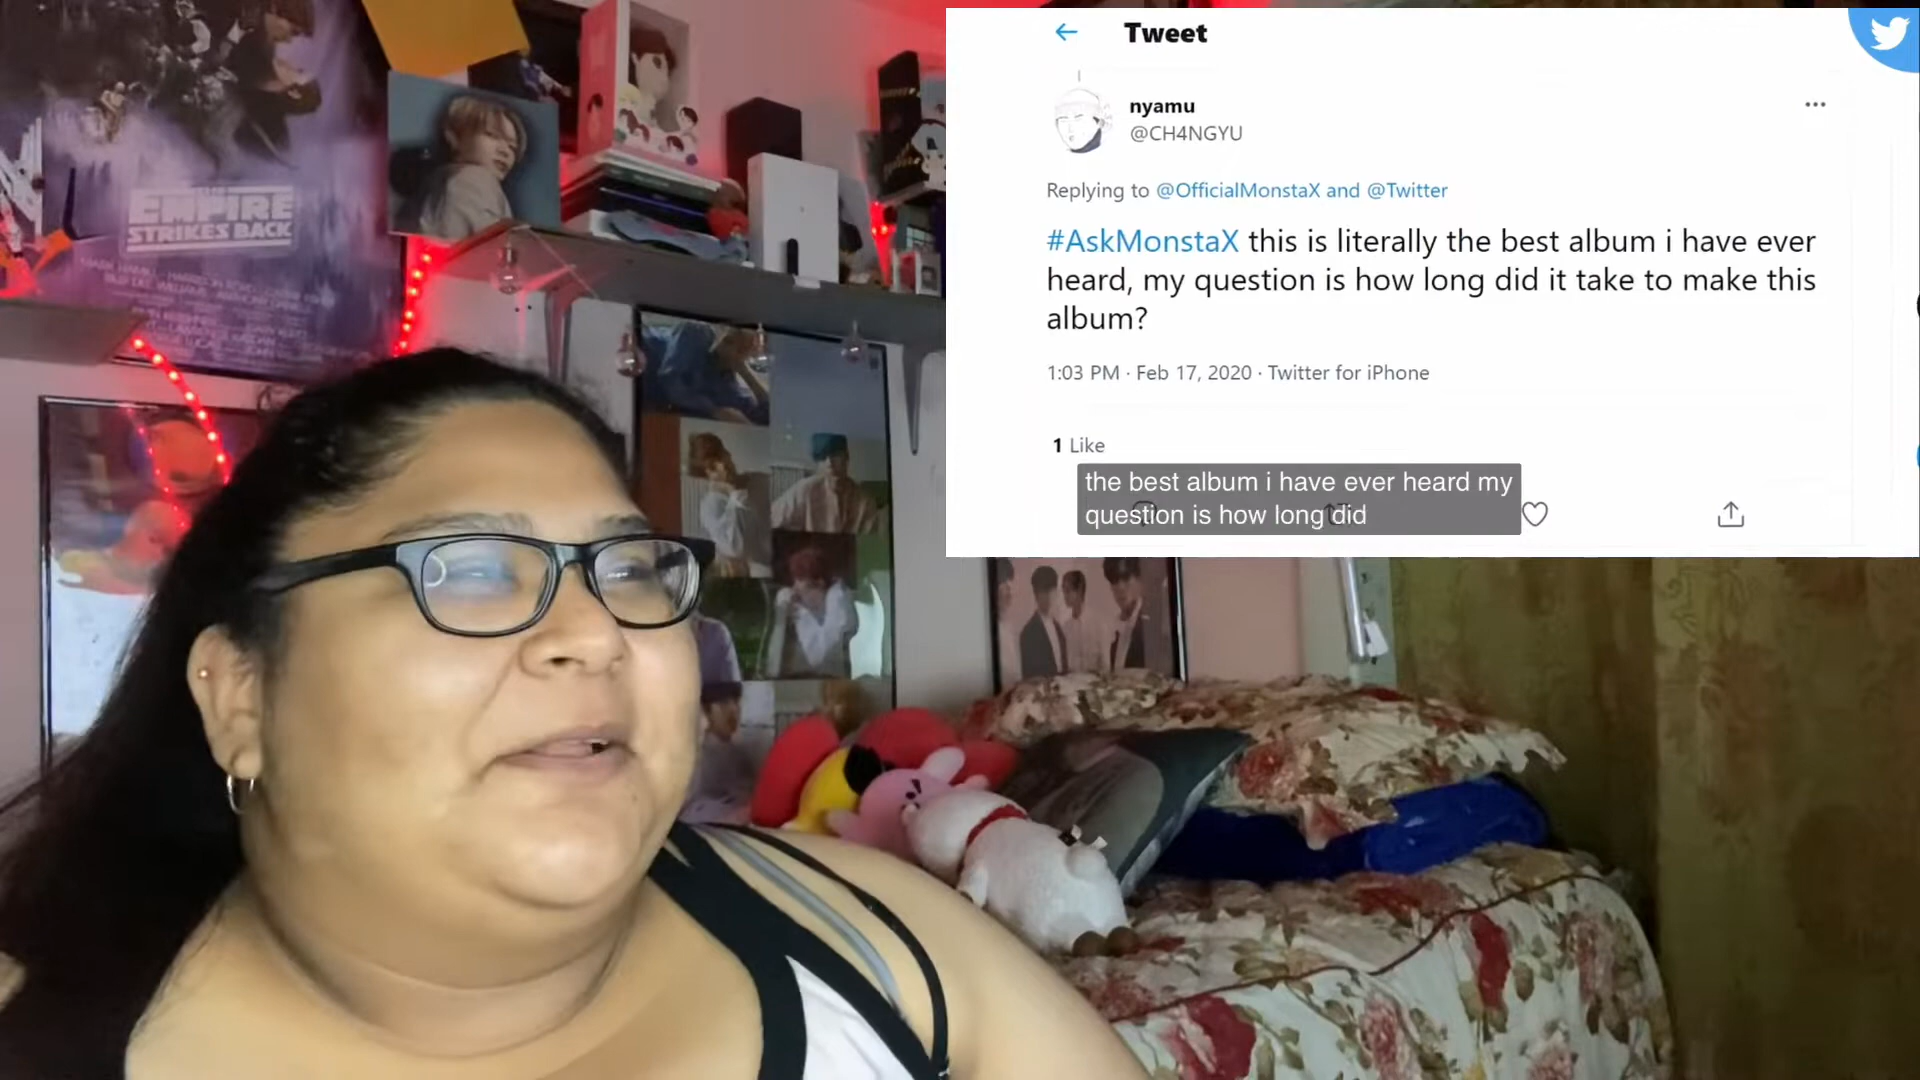 Tweet
nyamu
@CH4NGYU
Replying to @OfficialMonstaX and @Twitter
#AskMonstaX this is literally the best album i have ever
heard, my question is how long did it take to make this
album?
1:03 PM · Feb 17, 2020 · Twitter for iPhone
1 Like
the best album i have ever heard my
question is how long did
THE
EMPIRE
STRIKES BACK